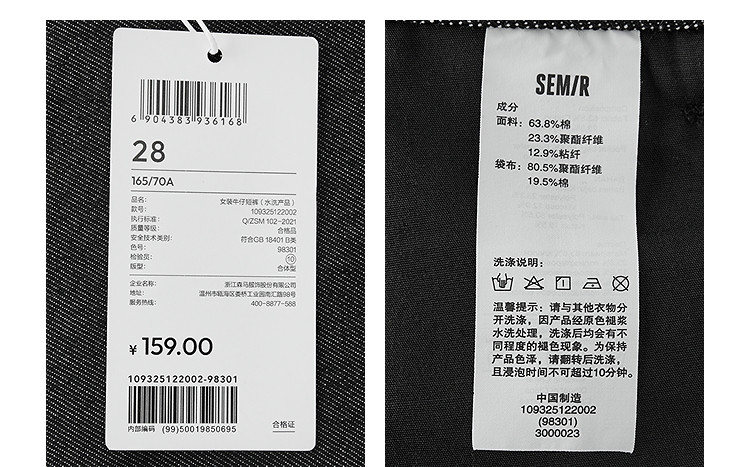 6 904383 936168
28
165/70A
品名: 女装牛仔短裤(水洗产品)
款号: 109325122002
执行标准: Q/ZSM 102-2021
质量等级: 合格品
安全技术类别: 符合GB 18401 B类
色号: 98301
检验员: 10
版型: 合体型
企业名称: 浙江森马服饰股份有限公司
地址: 温州市瓯海区娄桥工业园南汇路98号
服务热线: 400-8877-588
¥ 159.00
109325122002-98301
内部编码 (99)50019850695
合格证
SEM/R
成分
面料: 63.8%棉
23.3%聚酯纤维
12.9%粘纤
袋布: 80.5%聚酯纤维
19.5%棉
洗涤说明:
温馨提示: 请与其他衣物分
开洗涤, 因产品经原色褪浆
水洗处理, 洗涤后均会有不
同程度的褪色现象。为保持
产品色泽, 请翻转后洗涤,
且浸泡时间不可超过10分钟。
中国制造
109325122002
(98301)
3000023